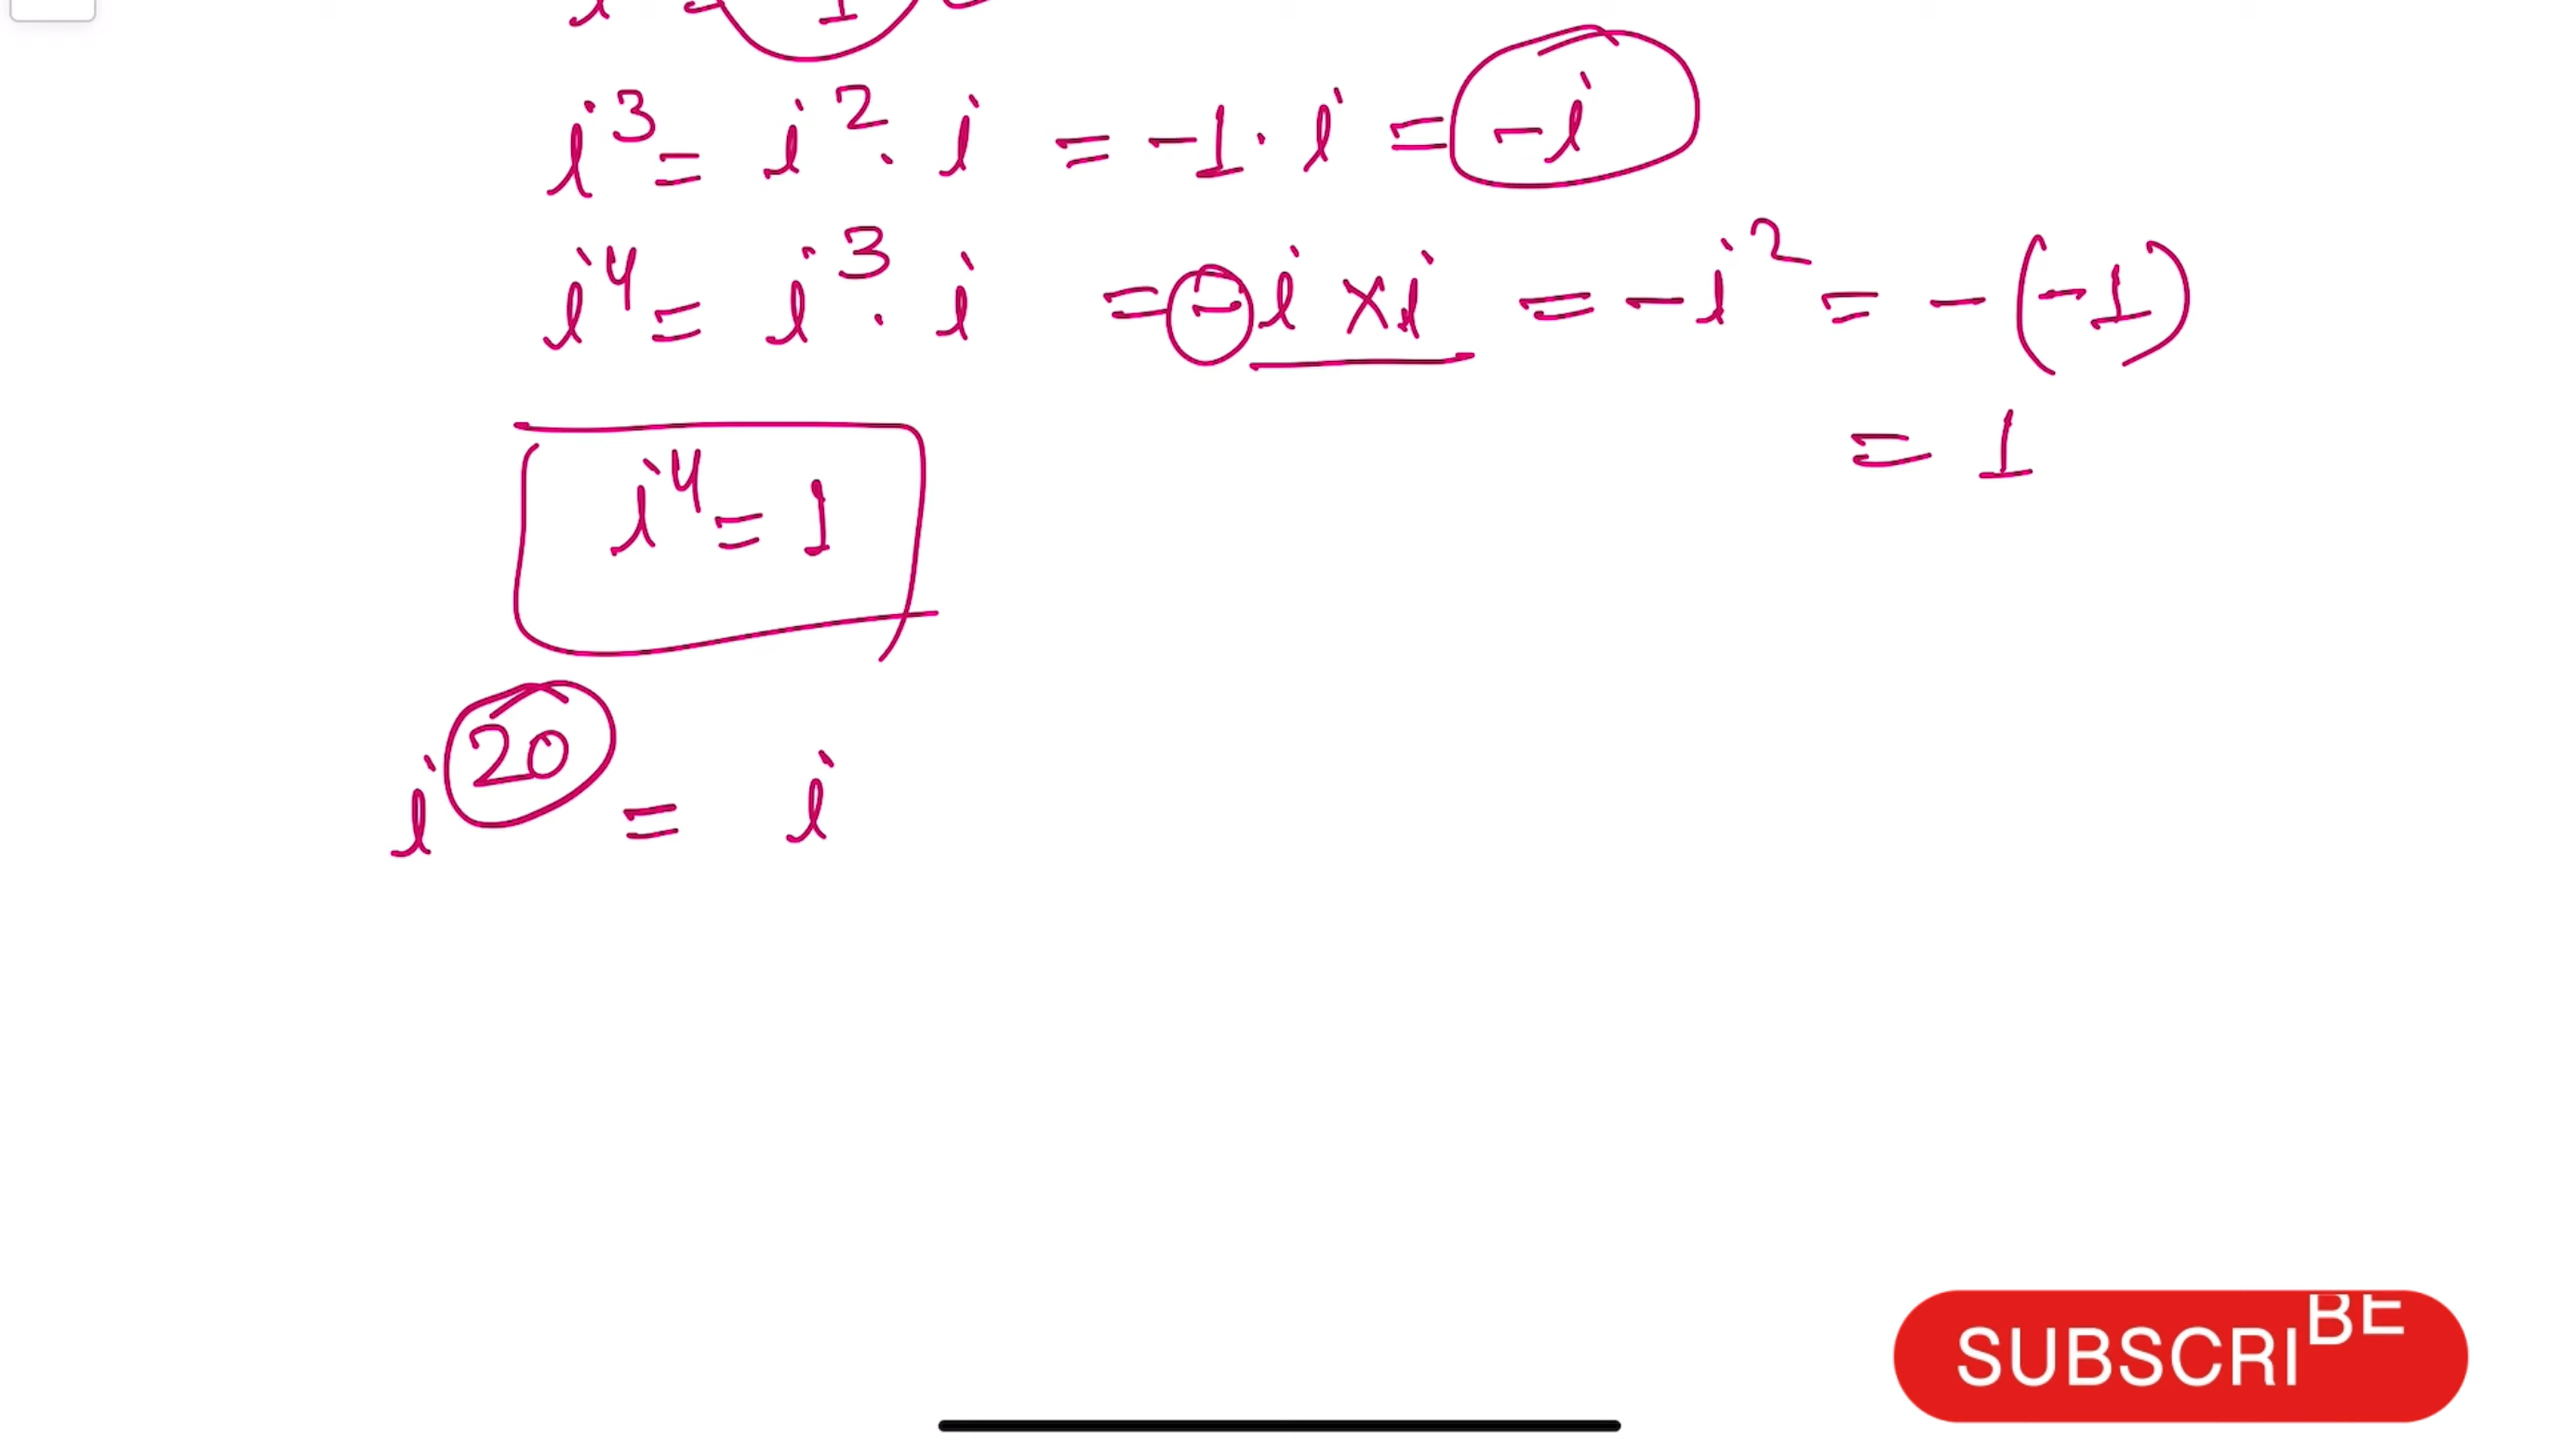 i³ = i² · i = -1 · i = -i
i⁴ = i³ · i = -i × i = -i² = -(-1)
= 1
i⁴ = 1
i²⁰ = i
SUBSCRIBE